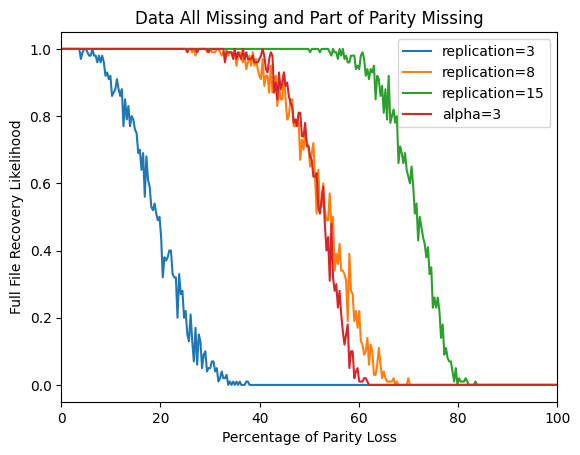 Data All Missing and Part of Parity Missing
1.0
0.8
0.6
0.4
0.2
0.0
Full File Recovery Likelihood
replication=3
replication=8
replication=15
alpha=3
0
20
40
60
80
100
Percentage of Parity Loss